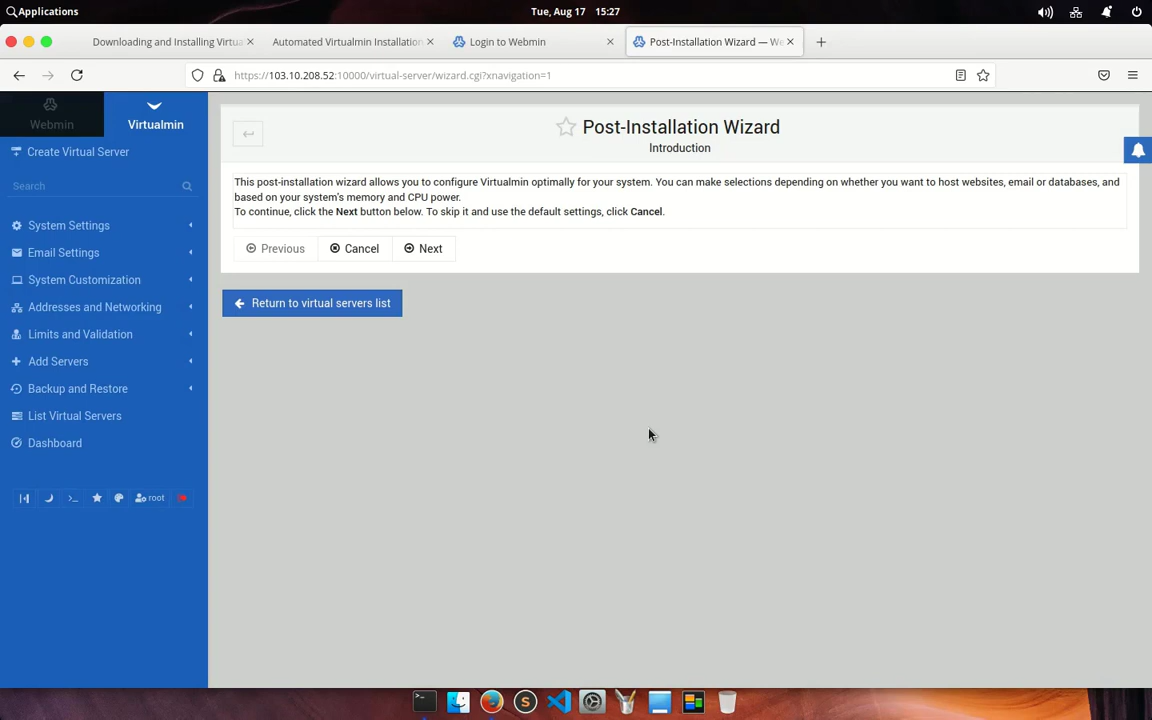 Applications
Tue, Aug 17 15:27
Downloading and Installing Virtua
Automated Virtualmin Installation
Login to Webmin
Post-Installation Wizard — We
https://103.10.208.52:10000/virtual-server/wizard.cgi?xnavigation=1
Webmin
Virtualmin
Create Virtual Server
Search
System Settings
Email Settings
System Customization
Addresses and Networking
Limits and Validation
Add Servers
Backup and Restore
List Virtual Servers
Dashboard
root
Post-Installation Wizard
Introduction
This post-installation wizard allows you to configure Virtualmin optimally for your system. You can make selections depending on whether you want to host websites, email or databases, and
based on your system's memory and CPU power.
To continue, click the Next button below. To skip it and use the default settings, click Cancel.
Previous
Cancel
Next
Return to virtual servers list